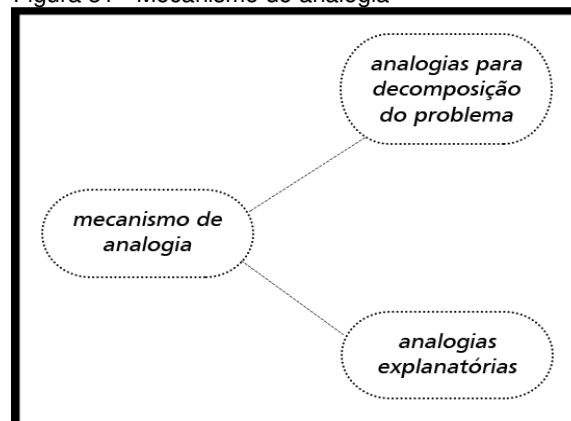 analogias para
decomposição
do problema
mecanismo de
analogia
analogias
explanatórias